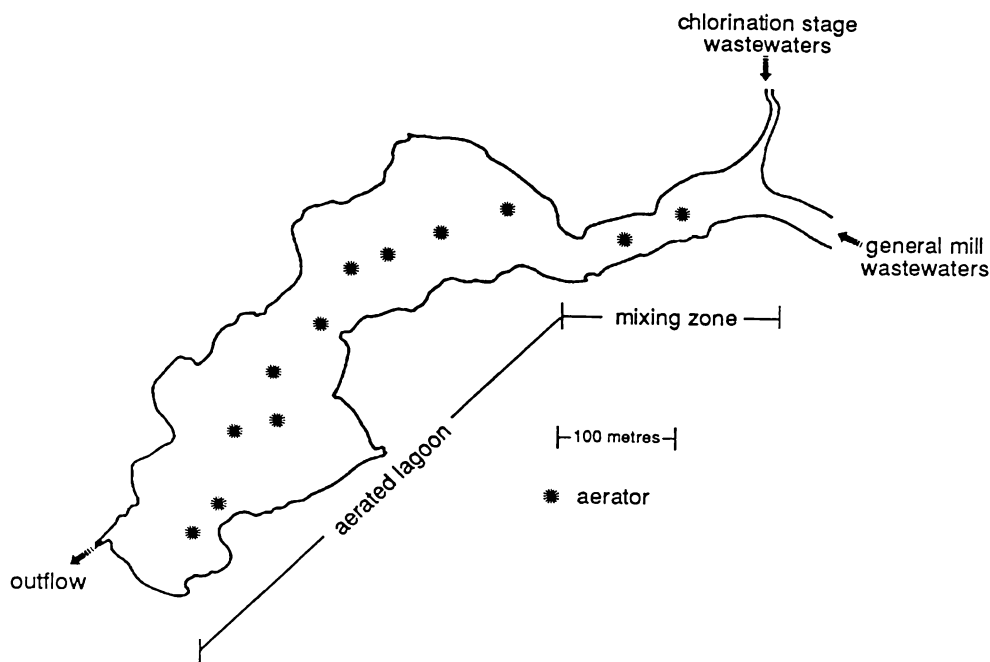 chlorination stage
wastewaters
general mill
wastewaters
mixing zone
100 metres
aerated lagoon
aerator
outflow